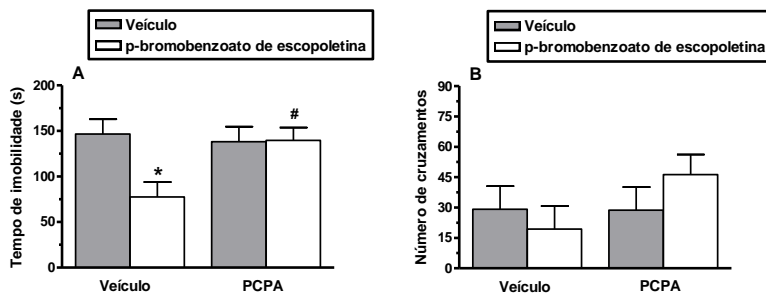 Veículo
p-bromobenzoato de escopoletina
A
Tempo de imobilidade (s)
200
150
100
50
0
*
#
Veículo
PCPA
Veículo
p-bromobenzoato de escopoletina
B
Número de cruzamentos
90
75
60
45
30
15
0
Veículo
PCPA